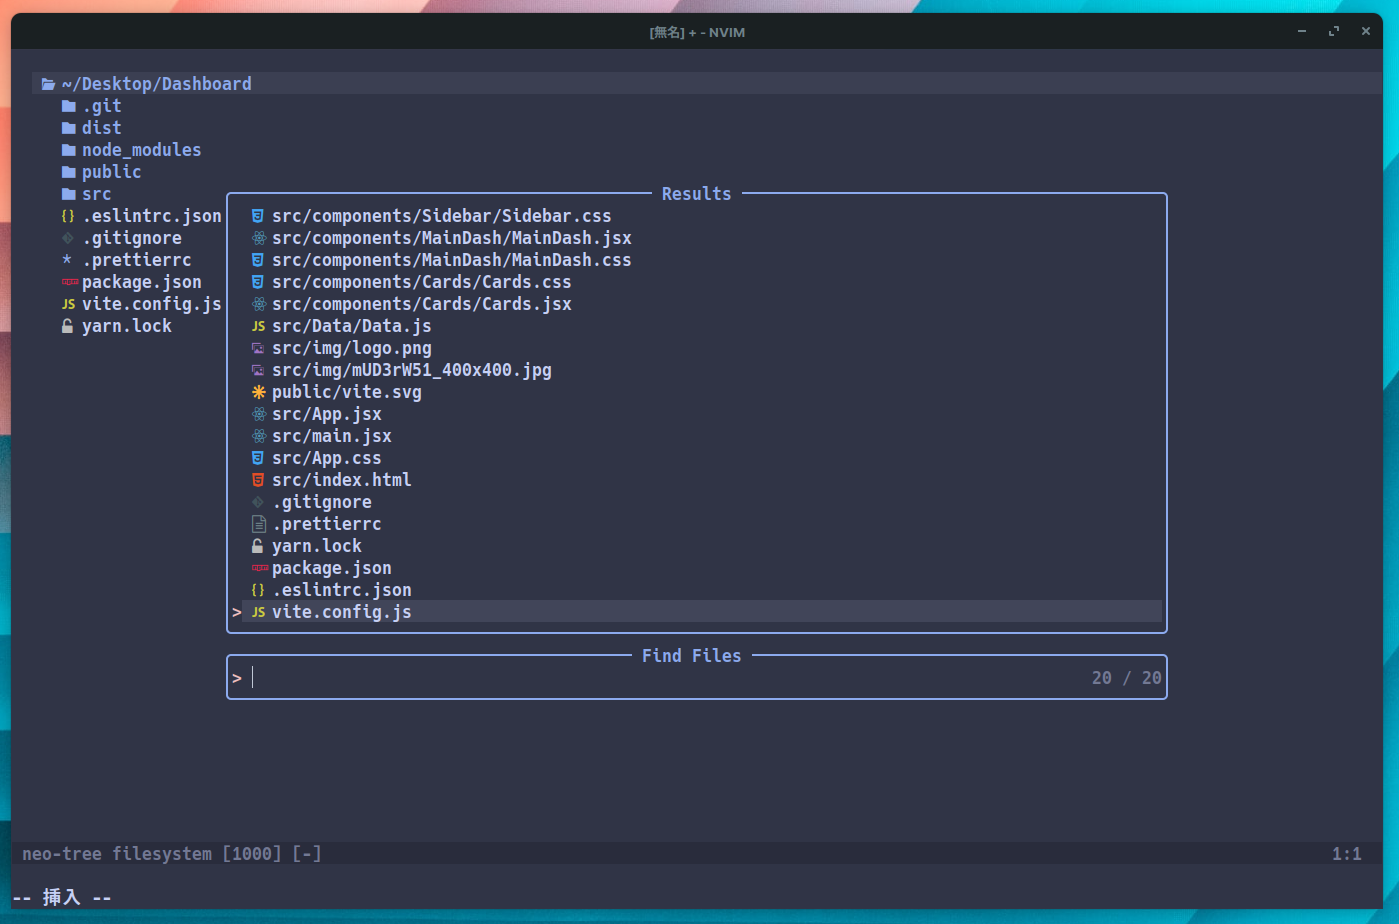 [無名] + - NVIM
~/Desktop/Dashboard
.git
dist
node_modules
public
src
.eslintrc.json
.gitignore
.prettierrc
package.json
JS vite.config.js
yarn.lock
Results
src/components/Sidebar/Sidebar.css
src/components/MainDash/MainDash.jsx
src/components/MainDash/MainDash.css
src/components/Cards/Cards.css
src/components/Cards/Cards.jsx
JS src/Data/Data.js
src/img/logo.png
src/img/mUD3rW51_400x400.jpg
public/vite.svg
src/App.jsx
src/main.jsx
src/App.css
src/index.html
.gitignore
.prettierrc
yarn.lock
package.json
{} .eslintrc.json
> JS vite.config.js
Find Files
> 20 / 20
neo-tree filesystem [1000] [-] 1:1
-- 挿入 --